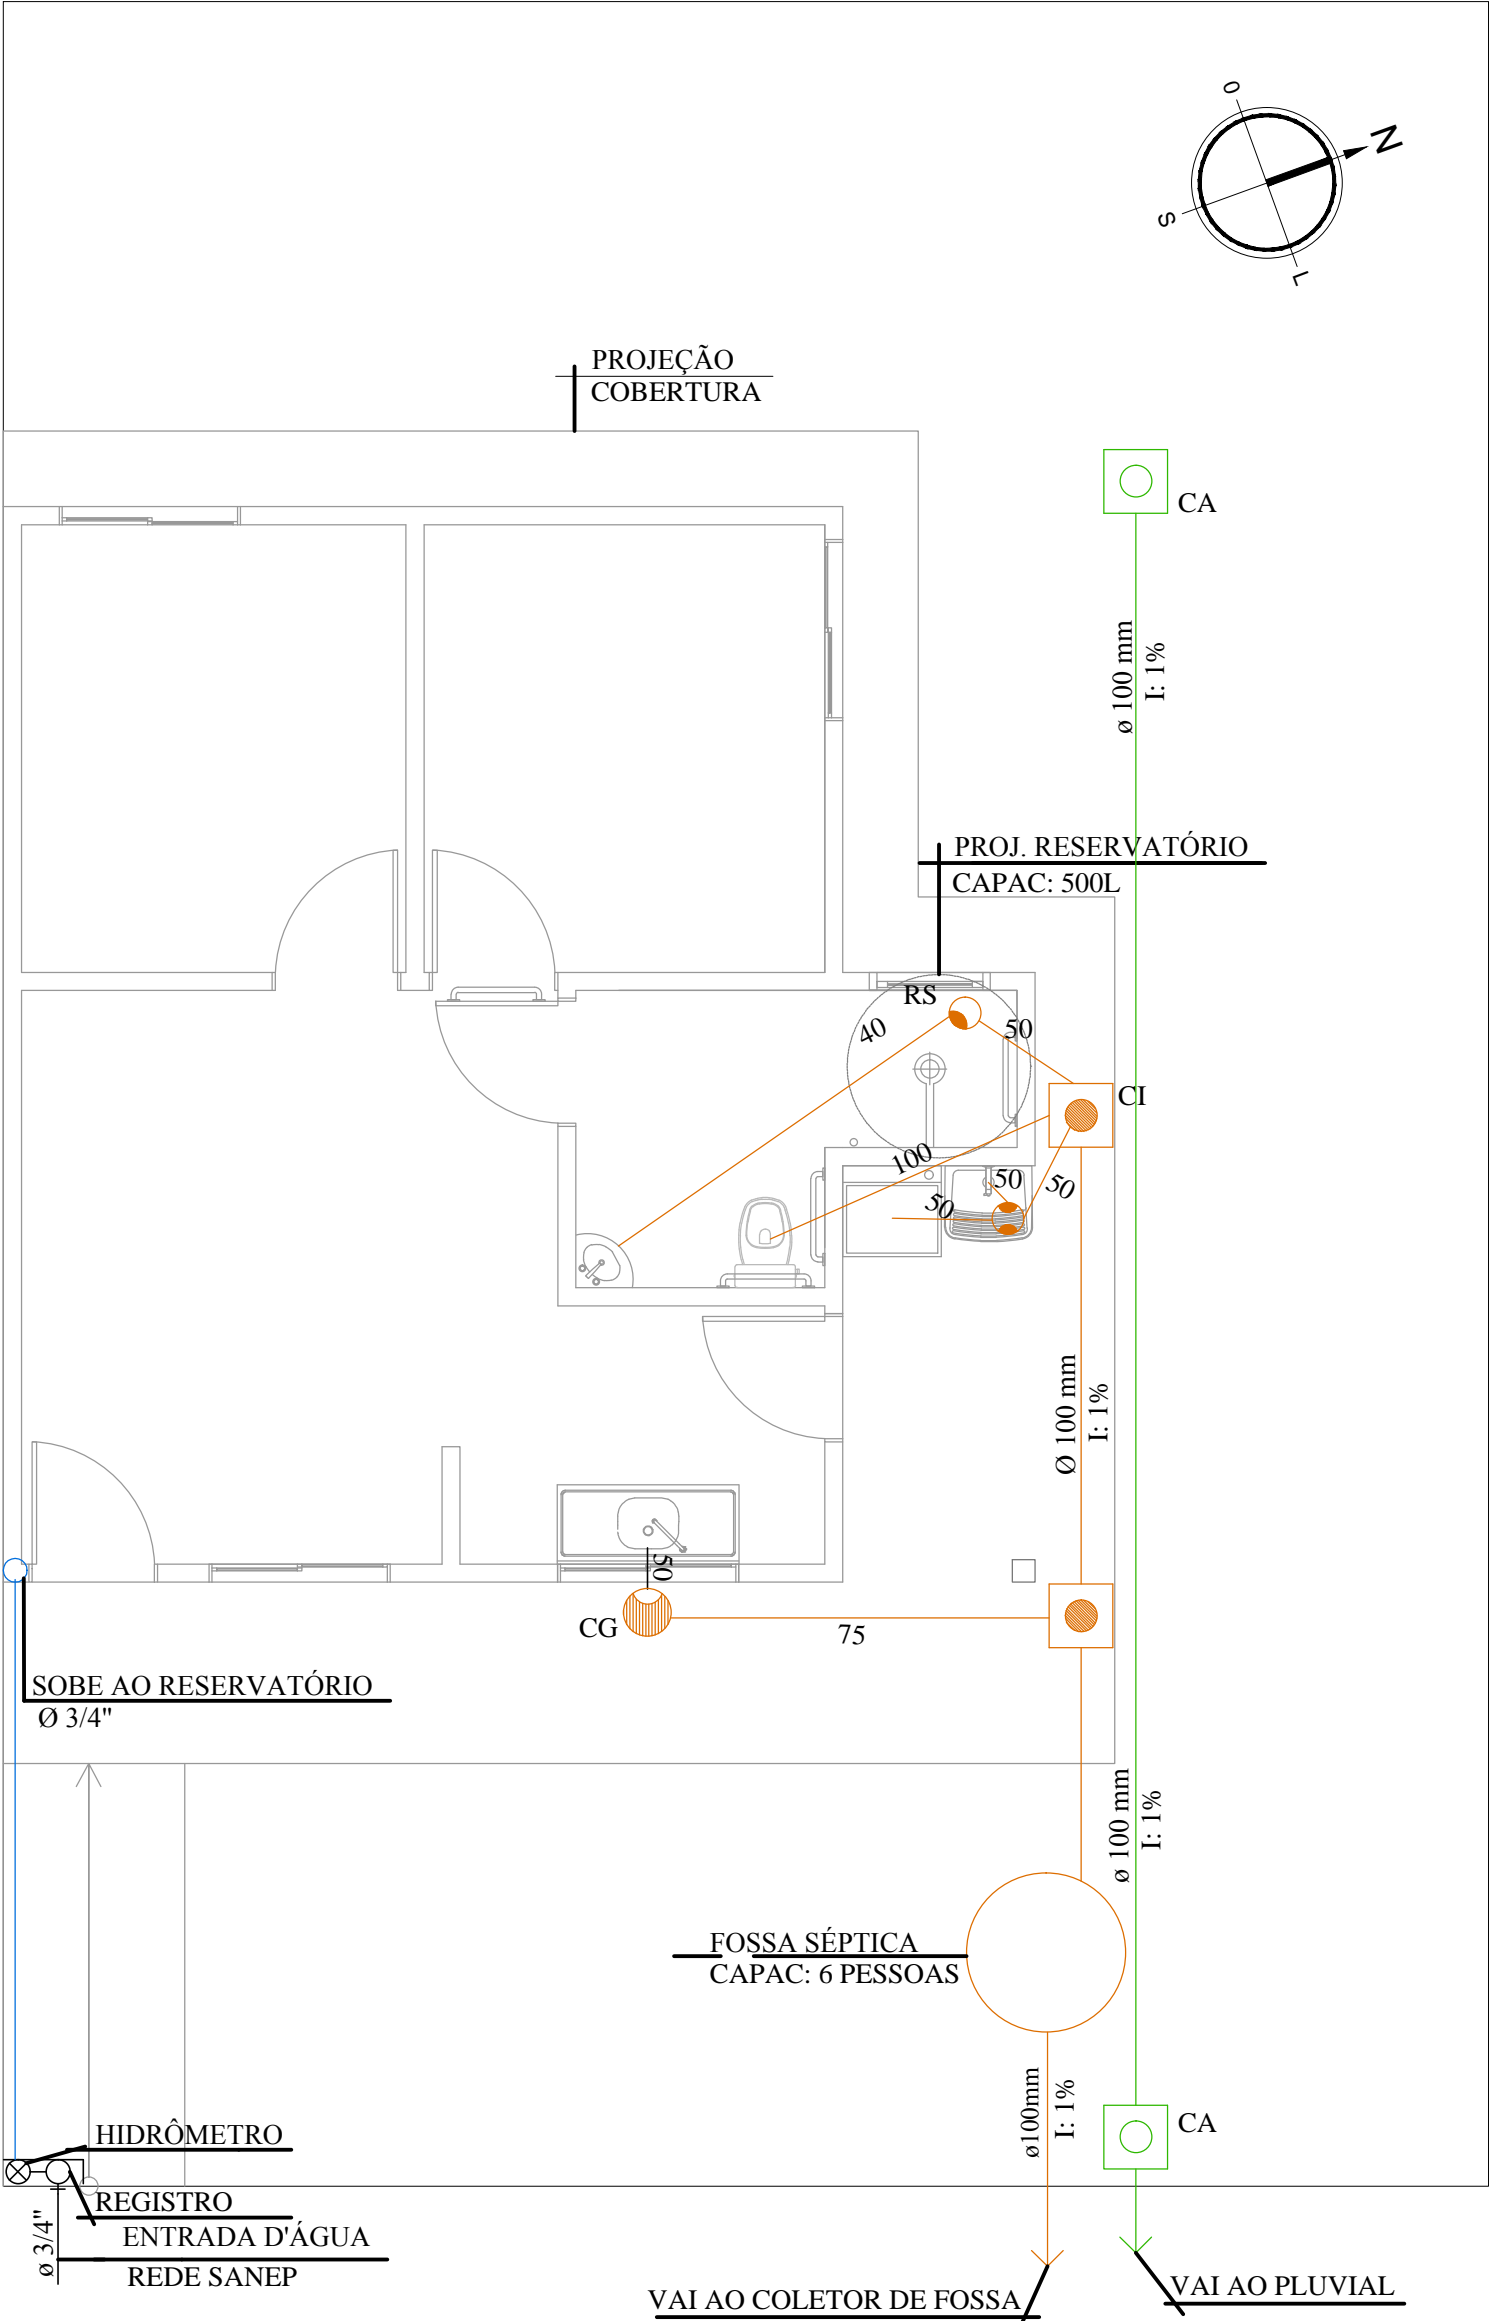 O
N
S
L
PROJEÇÃO
COBERTURA
CA
ø 100 mm
I: 1%
PROJ. RESERVATÓRIO
CAPAC: 500L
RS
40
50
CI
100
50
50
50
Ø 100 mm
I: 1%
50
CG
75
SOBE AO RESERVATÓRIO
Ø 3/4"
ø 100 mm
I: 1%
FOSSA SÉPTICA
CAPAC: 6 PESSOAS
ø100mm
I: 1%
CA
HIDRÔMETRO
REGISTRO
ø 3/4"
ENTRADA D'ÁGUA
REDE SANEP
VAI AO COLETOR DE FOSSA
VAI AO PLUVIAL